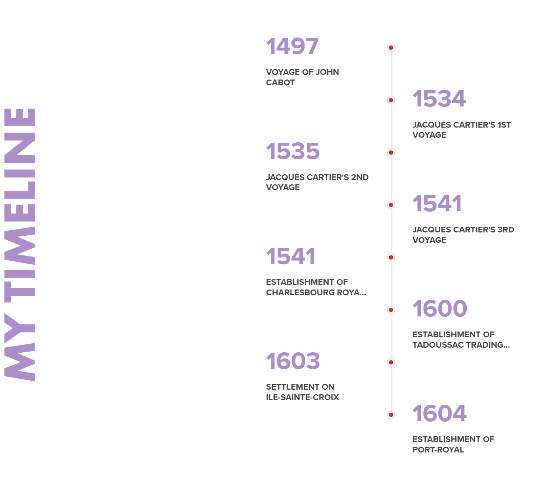 MY TIMELINE
1497
VOYAGE OF JOHN
CABOT
1534
JACQUES CARTIER'S 1ST
VOYAGE
1535
JACQUES CARTIER'S 2ND
VOYAGE
1541
JACQUES CARTIER'S 3RD
VOYAGE
1541
ESTABLISHMENT OF
CHARLESBOURG ROYA...
1600
ESTABLISHMENT OF
TADOUSSAC TRADING...
1603
SETTLEMENT ON
ILE-SAINTE-CROIX
1604
ESTABLISHMENT OF
PORT-ROYAL